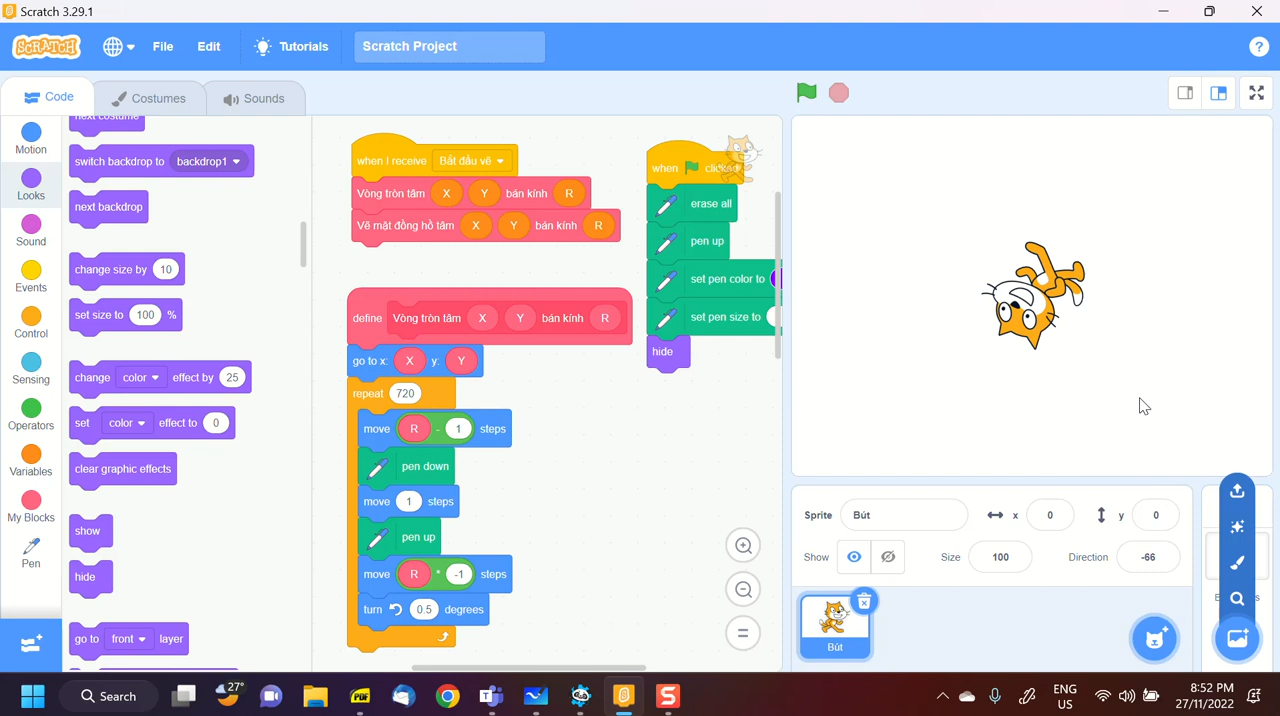 Scratch 3.29.1
SCRATCH
File
Edit
Tutorials
Scratch Project
?
Code
Costumes
Sounds
Motion
Looks
Sound
Events
Control
Sensing
Operators
Variables
My Blocks
Pen
next costume
switch backdrop to backdrop1
next backdrop
change size by 10
set size to 100 %
change color effect by 25
set color effect to 0
clear graphic effects
show
hide
go to front layer
when I receive Bắt đầu vẽ
Vòng tròn tâm X Y bán kính R
Vẽ mặt đồng hồ tâm X Y bán kính R
define Vòng tròn tâm X Y bán kính R
go to x: X y: Y
repeat 720
move R - 1 steps
pen down
move 1 steps
pen up
move R * -1 steps
turn 0.5 degrees
when clicked
erase all
pen up
set pen color to
set pen size to
hide
Sprite Bút x 0 y 0
Show Size 100 Direction -66
Bút
27°
Search
PDF
S
ENG
US
8:52 PM
27/11/2022